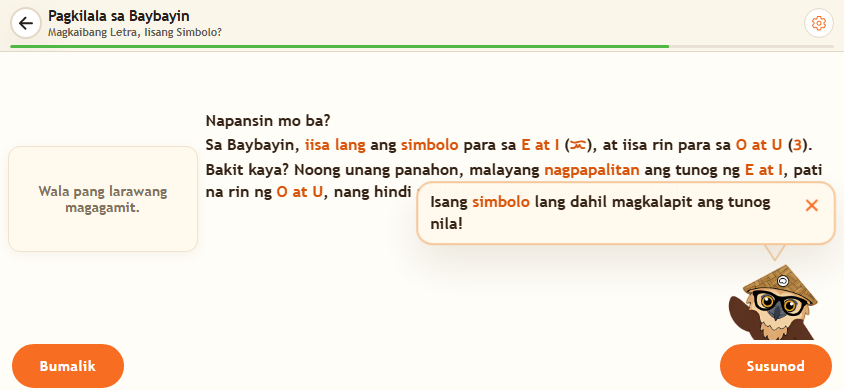 Pagkilala sa Baybayin
Magkaibang Letra, Iisang Simbolo?
Wala pang larawang
magagamit.
Napansin mo ba?
Sa Baybayin, iisa lang ang simbolo para sa E at I (ᜁ), at iisa rin para sa O at U (ᜂ).
Bakit kaya? Noong unang panahon, malayang nagpapalitan ang tunog ng E at I, pati
na rin ng O at U, nang hindi
Isang simbolo lang dahil magkalapit ang tunog
nila!
Bumalik
Susunod